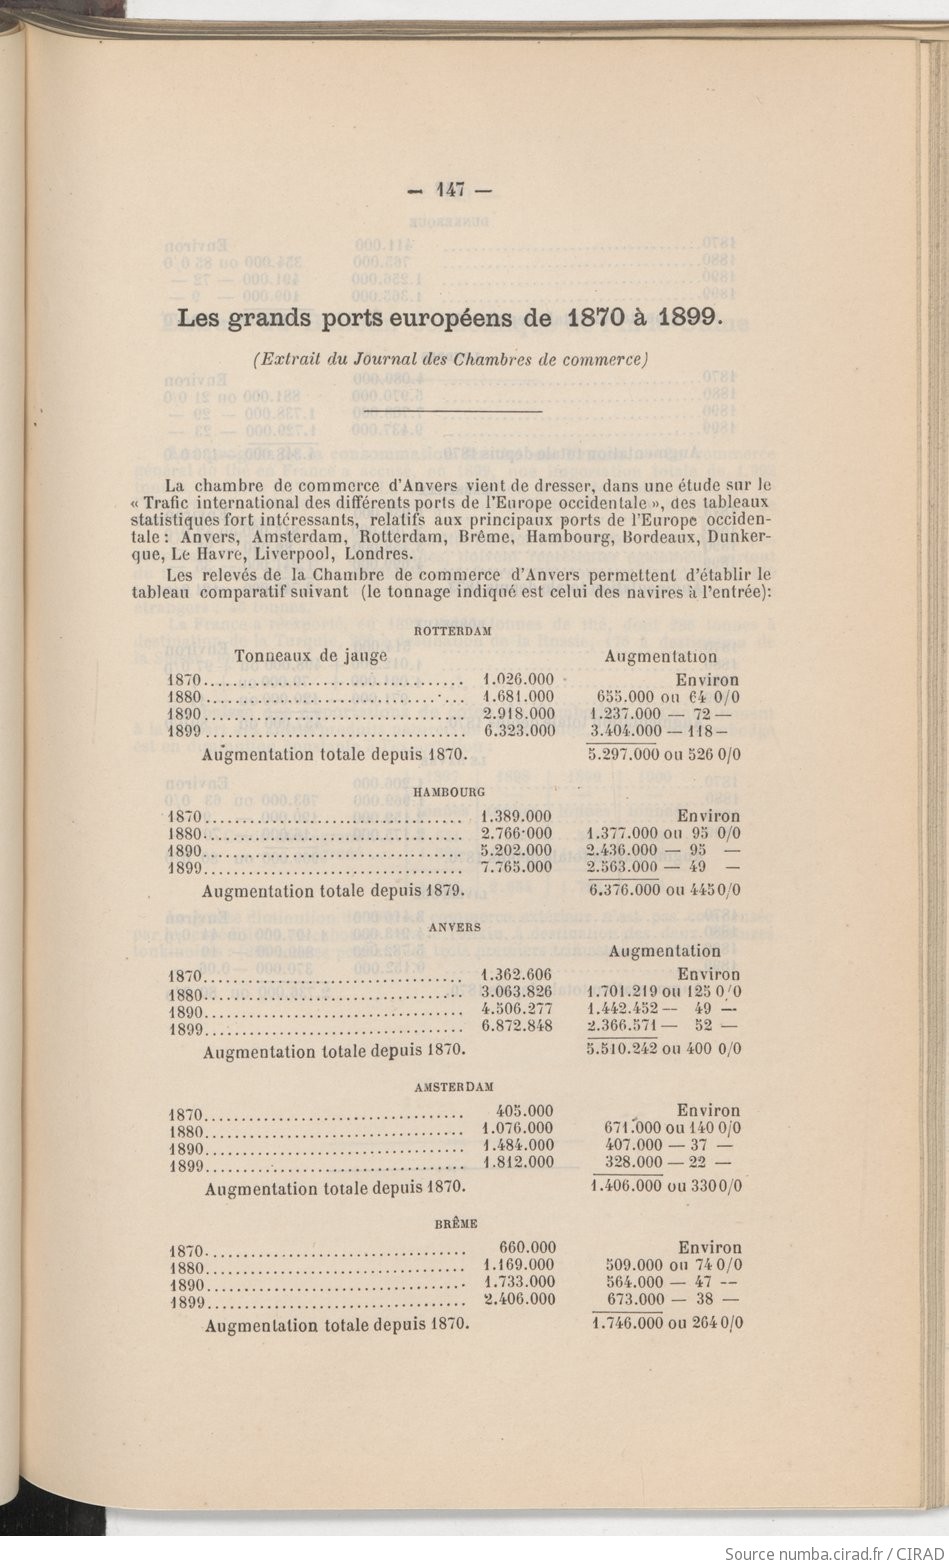 — 147 —
Les grands ports européens de 1870 à 1899.
(Extrait du Journal des Chambres de commerce)
La chambre de commerce d'Anvers vient de dresser, dans une étude sur le
« Trafic international des différents ports de l'Europe occidentale », des tableaux
statistiques fort intéressants, relatifs aux principaux ports de l'Europe occiden-
tale : Anvers, Amsterdam, Rotterdam, Brême, Hambourg, Bordeaux, Dunker-
que, Le Havre, Liverpool, Londres.
Les relevés de la Chambre de commerce d'Anvers permettent d'établir le
tableau comparatif suivant (le tonnage indiqué est celui des navires à l'entrée):
ROTTERDAM
Tonneaux de jauge Augmentation
1870.................................. 1.026.000 Environ
1880.................................. 1.681.000 655.000 ou 64 0/0
1890.................................. 2.918.000 1.237.000 — 72 —
1899.................................. 6.323.000 3.404.000 — 118 —
Augmentation totale depuis 1870. 5.297.000 ou 526 0/0
HAMBOURG
1870.................................. 1.389.000 Environ
1880.................................. 2.766.000 1.377.000 ou 95 0/0
1890.................................. 5.202.000 2.436.000 — 95 —
1899.................................. 7.765.000 2.563.000 — 49 —
Augmentation totale depuis 1879. 6.376.000 ou 445 0/0
ANVERS
Augmentation
1870.................................. 1.362.606 Environ
1880.................................. 3.063.826 1.701.219 ou 125 0/0
1890.................................. 4.506.277 1.442.452 — 49 —
1899.................................. 6.872.848 2.366.571 — 52 —
Augmentation totale depuis 1870. 5.510.242 ou 400 0/0
AMSTERDAM
1870.................................. 405.000 Environ
1880.................................. 1.076.000 671.000 ou 140 0/0
1890.................................. 1.484.000 407.000 — 37 —
1899.................................. 1.812.000 328.000 — 22 —
Augmentation totale depuis 1870. 1.406.000 ou 330 0/0
BRÊME
1870.................................. 660.000 Environ
1880.................................. 1.169.000 509.000 ou 74 0/0
1890.................................. 1.733.000 564.000 — 47 —
1899.................................. 2.406.000 673.000 — 38 —
Augmentation totale depuis 1870. 1.746.000 ou 264 0/0
Source numba.cirad.fr / CIRAD